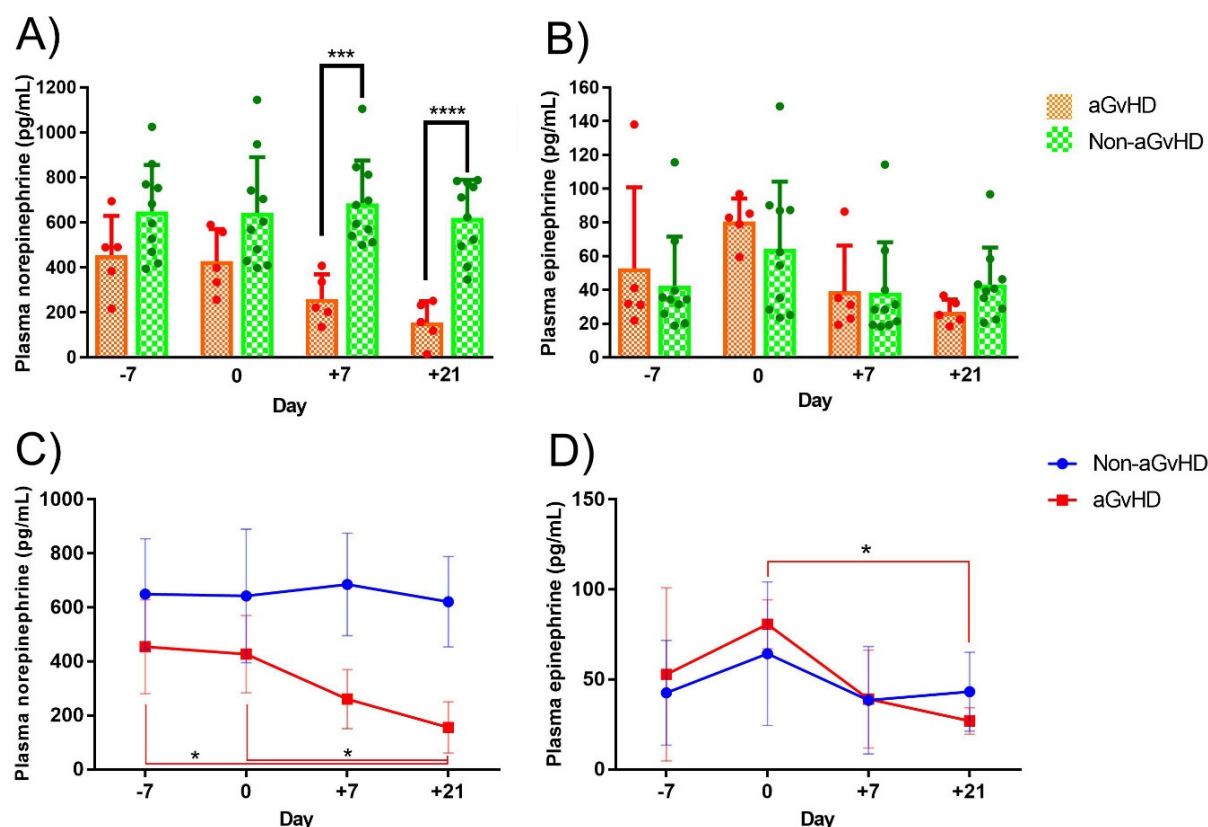 A)
***
****
Plasma norepinephrine (pg/mL)
1200
1000
800
600
400
200
0
-7 0 +7 +21
Day
B)
Plasma epinephrine (pg/mL)
160
140
120
100
80
60
40
20
0
-7 0 +7 +21
Day
aGvHD
Non-aGvHD
C)
Plasma norepinephrine (pg/mL)
1000
800
600
400
200
0
* *
-7 0 +7 +21
Day
D)
Plasma epinephrine (pg/mL)
150
100
50
0
*
-7 0 +7 +21
Day
Non-aGvHD
aGvHD